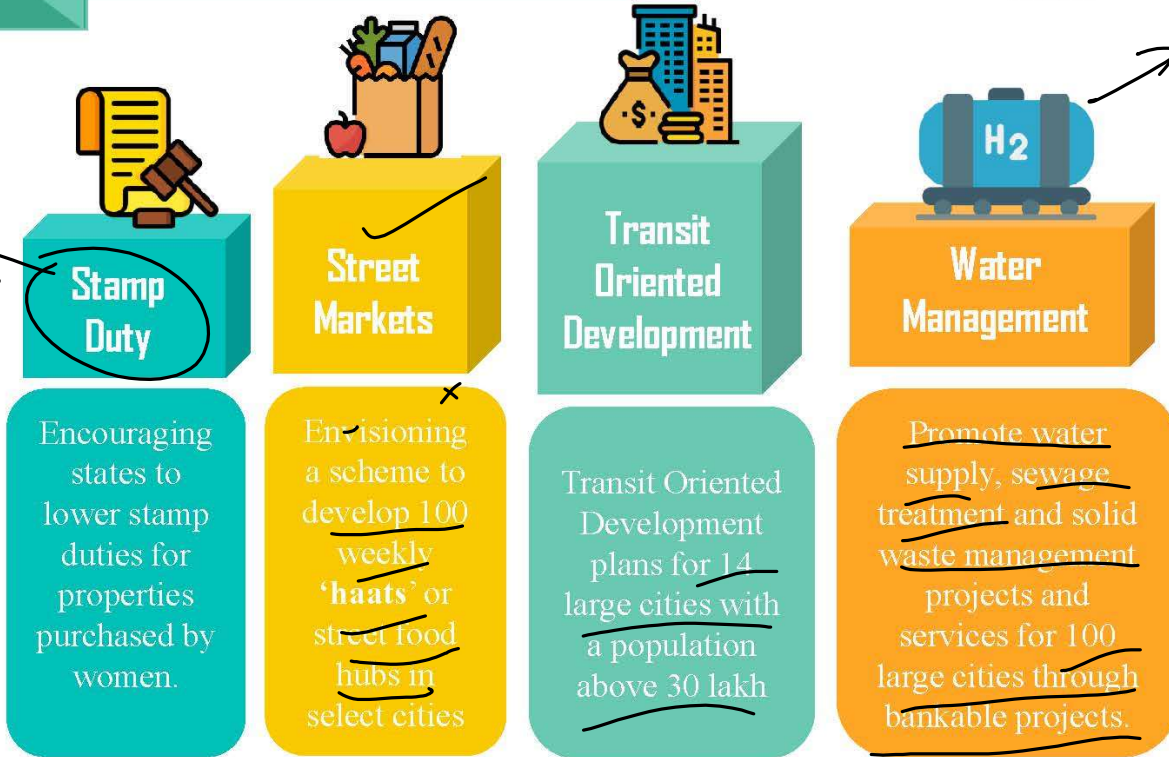 H2
Stamp
Duty
Street
Markets
Transit
Oriented
Development
Water
Management
Encouraging
states to
lower stamp
duties for
properties
purchased by
women.
Envisioning
a scheme to
develop 100
weekly
‘haats’ or
street food
hubs in
select cities
Transit Oriented
Development
plans for 14
large cities with
a population
above 30 lakh
Promote water
supply, sewage
treatment and solid
waste management
projects and
services for 100
large cities through
bankable projects.